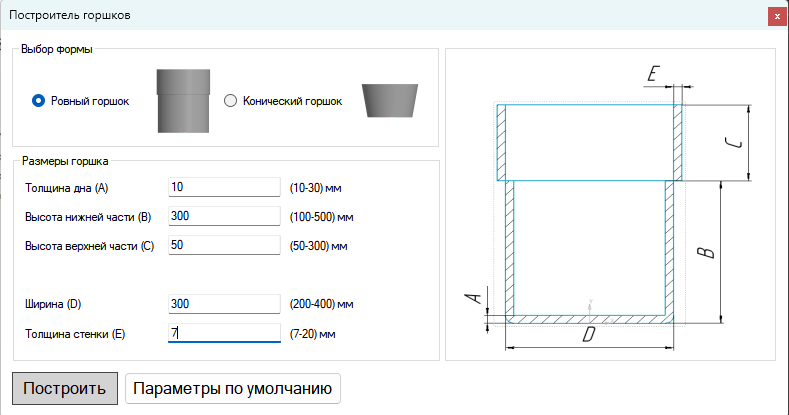 Построитель горшков
x
Выбор формы
Ровный горшок
Конический горшок
Размеры горшка
Толщина дна (A) 10 (10-30) мм
Высота нижней части (B) 300 (100-500) мм
Высота верхней части (C) 50 (50-300) мм
Ширина (D) 300 (200-400) мм
Толщина стенки (E) 7 (7-20) мм
E
C
B
A
D
Построить
Параметры по умолчанию